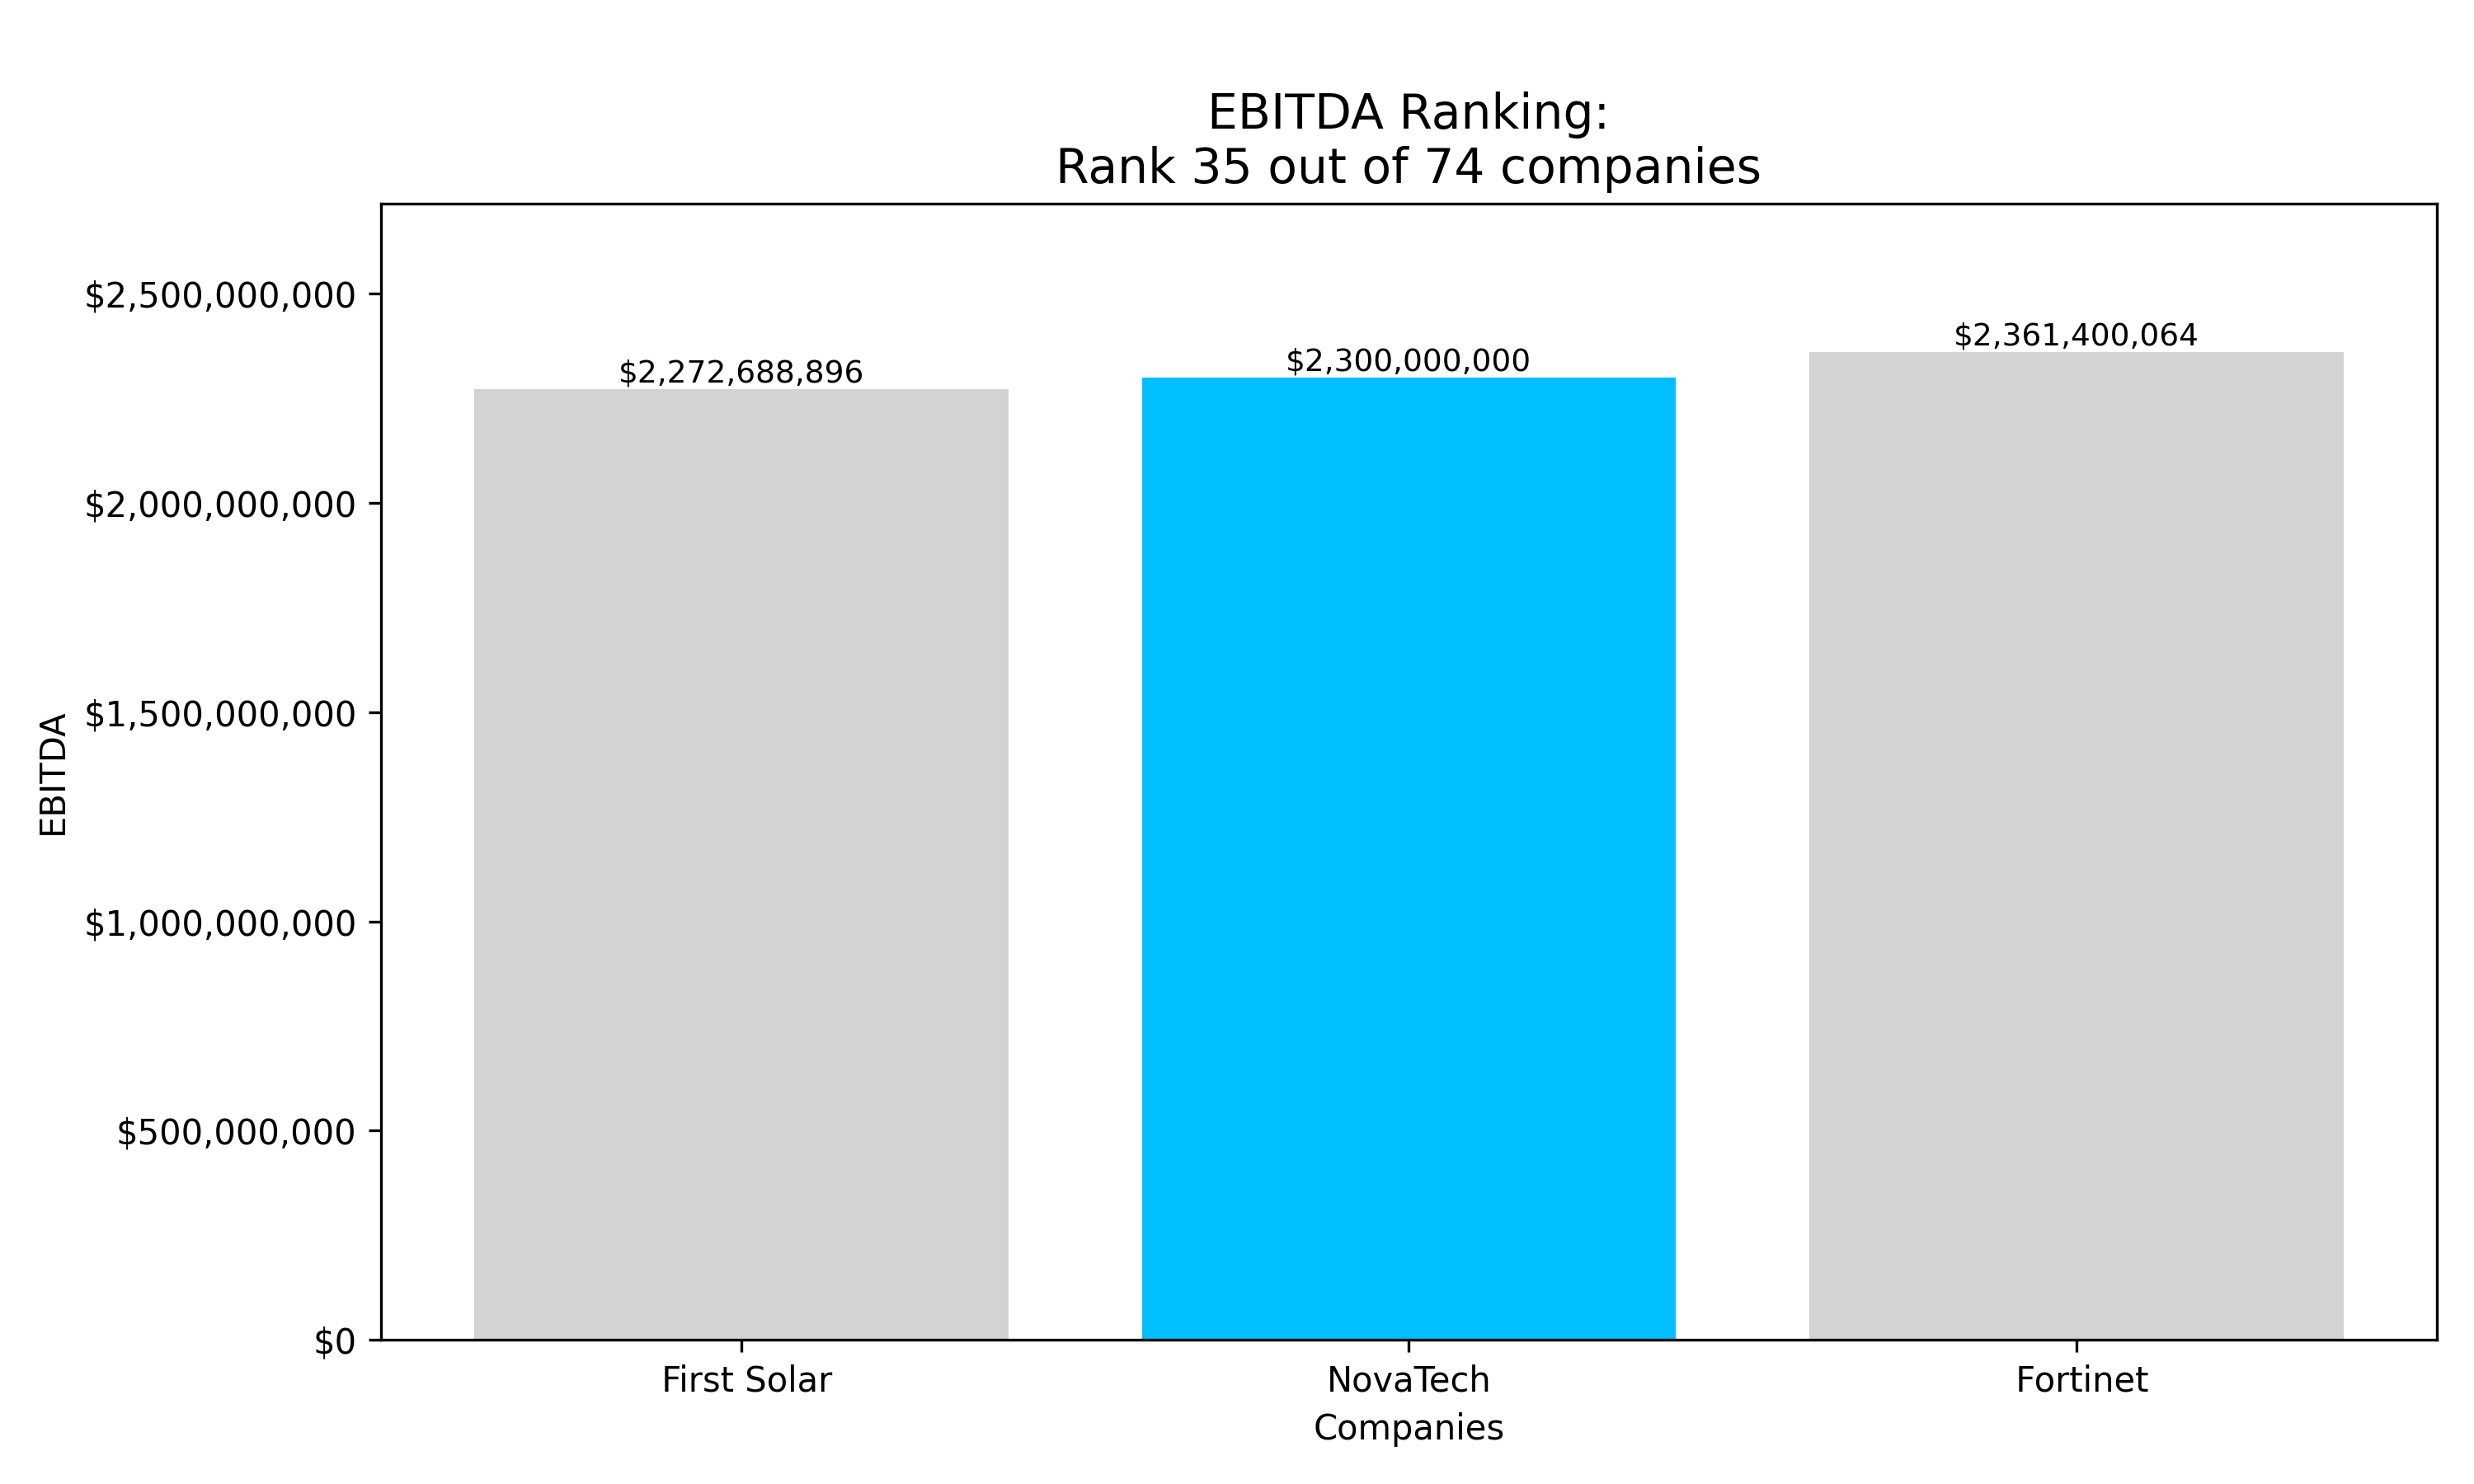 EBITDA Ranking:
Rank 35 out of 74 companies
EBITDA
$2,500,000,000
$2,000,000,000
$1,500,000,000
$1,000,000,000
$500,000,000
$0
$2,272,688,896
$2,300,000,000
$2,361,400,064
First Solar
NovaTech
Fortinet
Companies